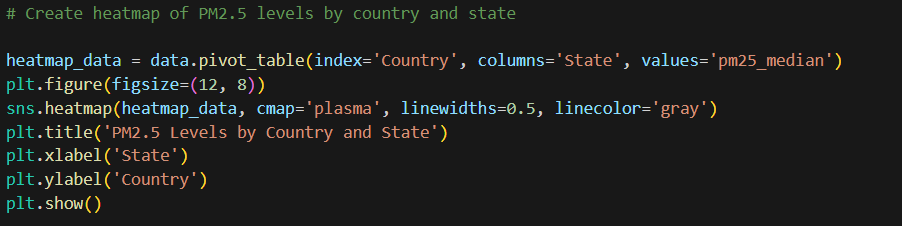 # Create heatmap of PM2.5 levels by country and state
heatmap_data = data.pivot_table(index='Country', columns='State', values='pm25_median')
plt.figure(figsize=(12, 8))
sns.heatmap(heatmap_data, cmap='plasma', linewidths=0.5, linecolor='gray')
plt.title('PM2.5 Levels by Country and State')
plt.xlabel('State')
plt.ylabel('Country')
plt.show()